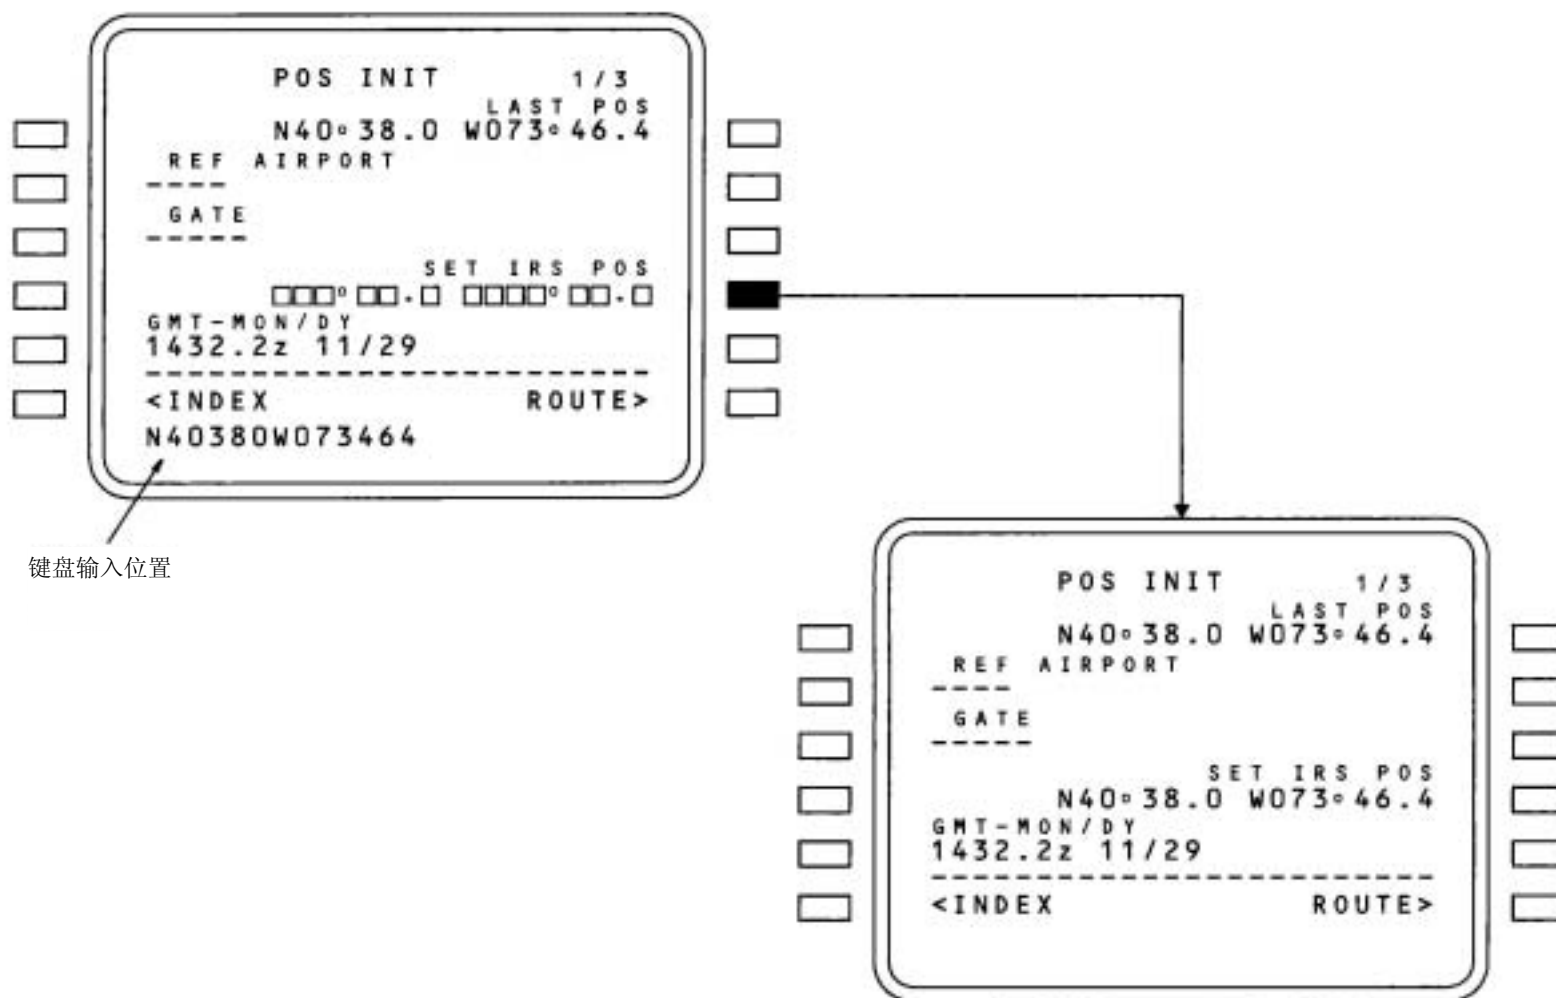 POS INIT 1/3
LAST POS
N40°38.0 W073°46.4
REF AIRPORT
----
GATE
-----
SET IRS POS
□□□°□□.□ □□□□°□□.□
GMT-MON/DY
1432.2z 11/29
------------------------
<INDEX ROUTE>
N40380W073464
键盘输入位置
POS INIT 1/3
LAST POS
N40°38.0 W073°46.4
REF AIRPORT
----
GATE
-----
SET IRS POS
N40°38.0 W073°46.4
GMT-MON/DY
1432.2z 11/29
------------------------
<INDEX ROUTE>